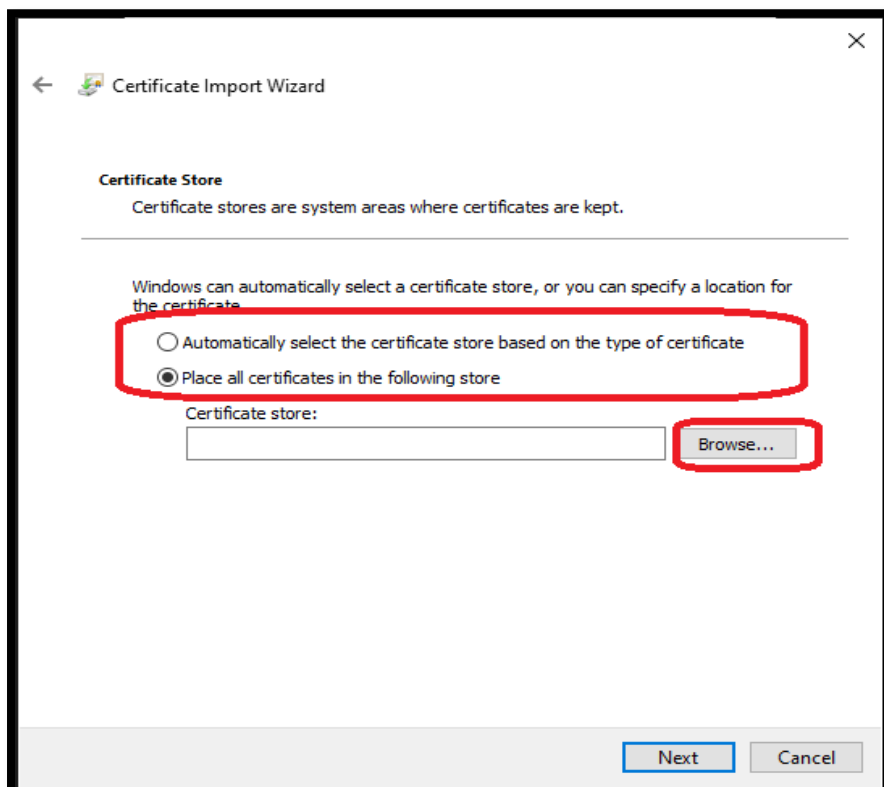 Certificate Import Wizard
Certificate Store
Certificate stores are system areas where certificates are kept.
Windows can automatically select a certificate store, or you can specify a location for
the certificate.
Automatically select the certificate store based on the type of certificate
Place all certificates in the following store
Certificate store:
Browse...
Next
Cancel